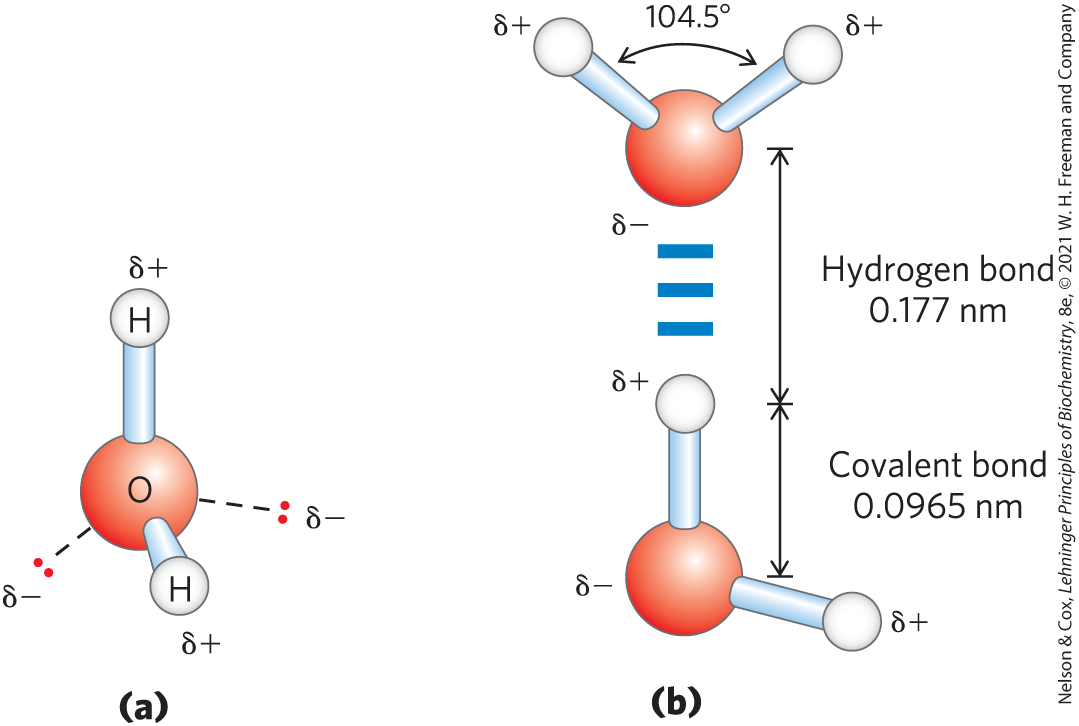 δ+
H
O
δ−
δ−
H
δ+
(a)
δ+
104.5°
δ+
δ−
Hydrogen bond
0.177 nm
δ+
Covalent bond
0.0965 nm
δ−
δ+
(b)
Nelson & Cox, Lehninger Principles of Biochemistry, 8e, © 2021 W. H. Freeman and Company